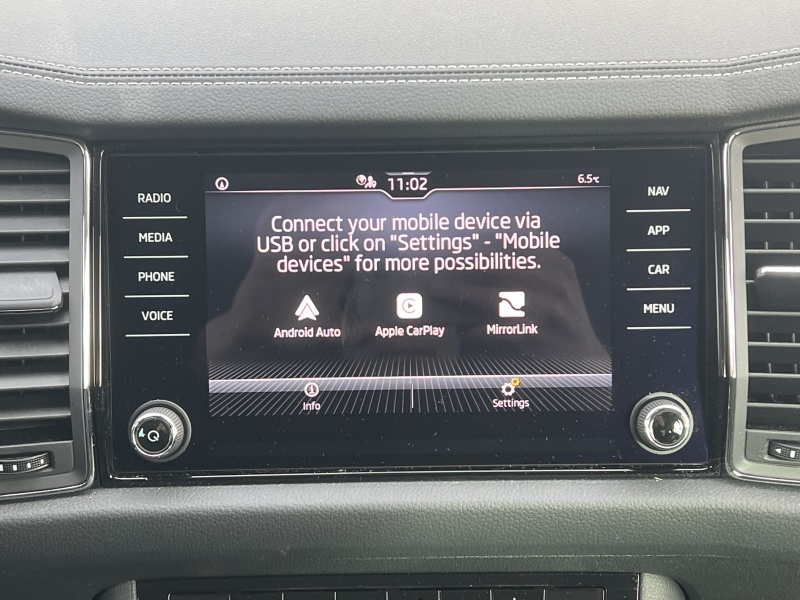 11:02
6.5°C
RADIO
MEDIA
PHONE
VOICE
Connect your mobile device via
USB or click on "Settings" - "Mobile
devices" for more possibilities.
Android Auto
Apple CarPlay
MirrorLink
Info
Settings
NAV
APP
CAR
MENU